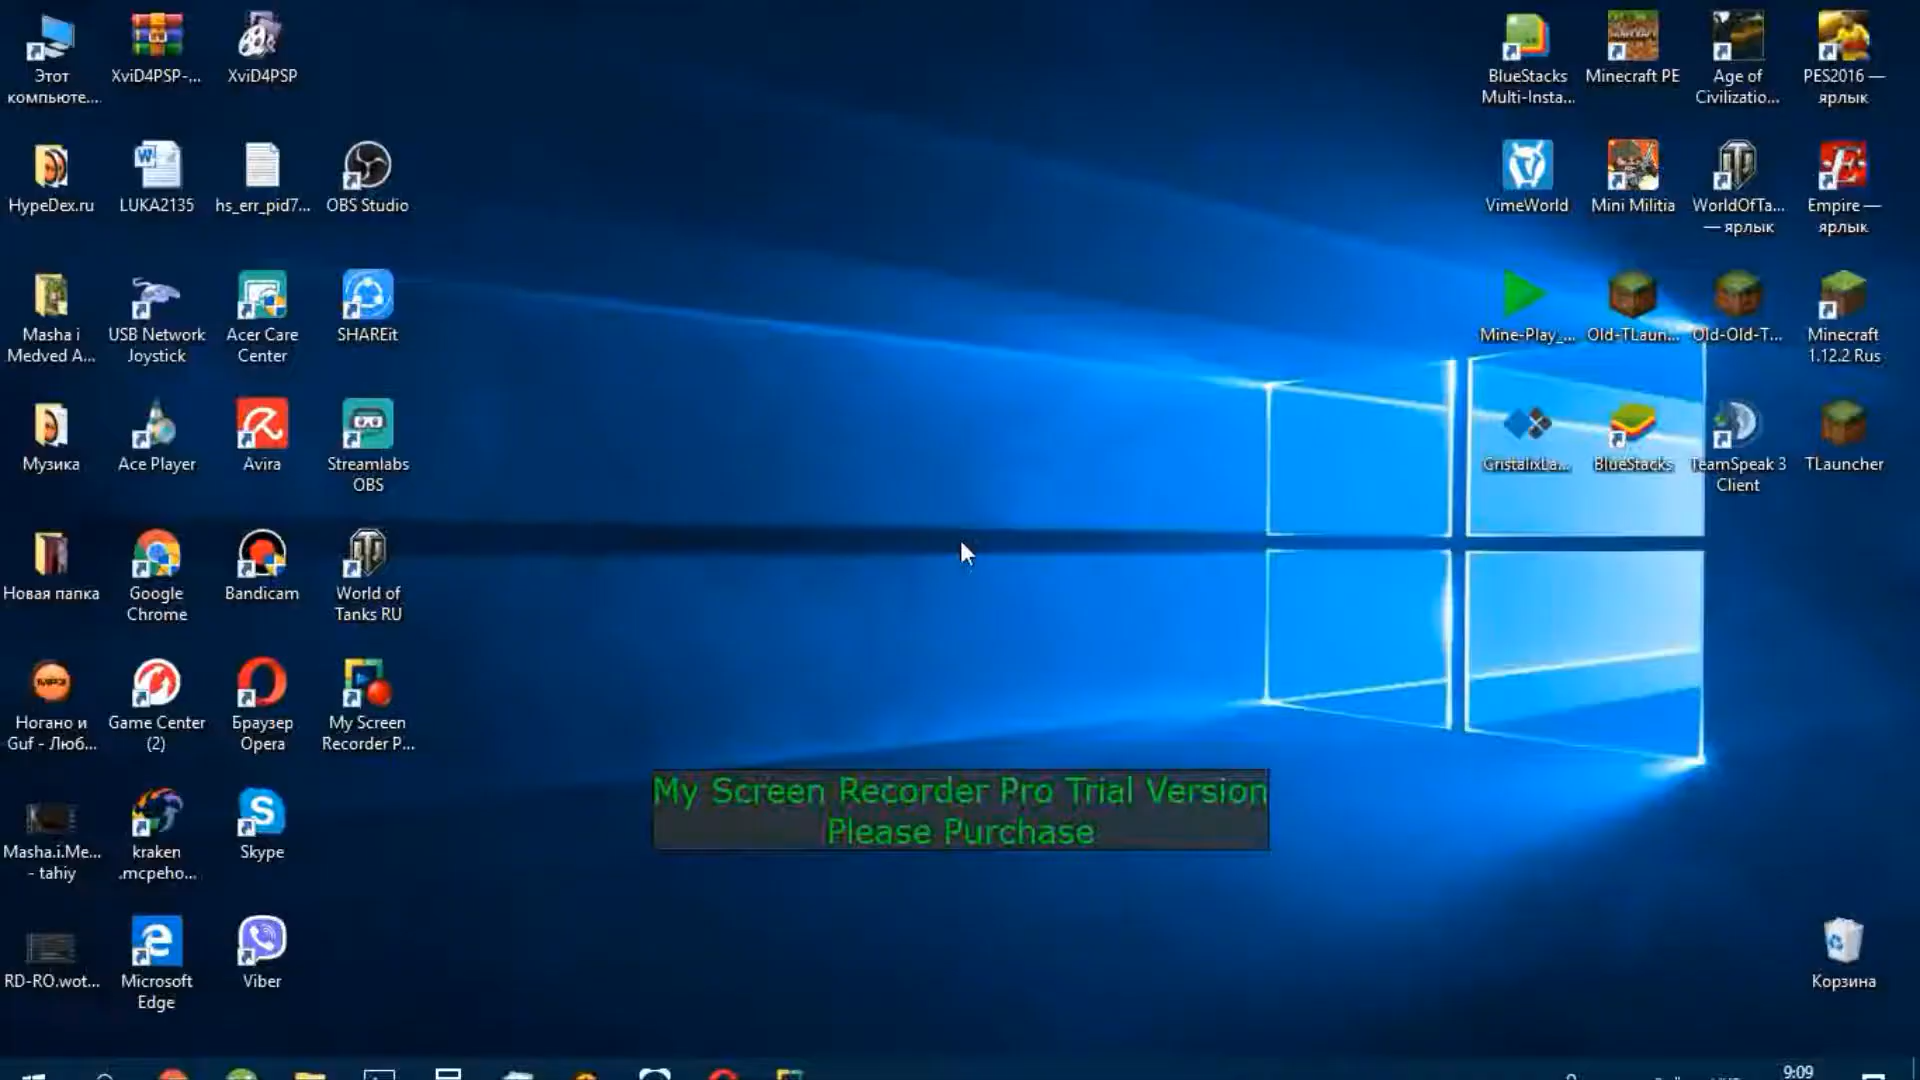 Этот
компьюте...
XviD4PSP-...
XviD4PSP
BlueStacks
Multi-Insta...
Minecraft PE
Age of
Civilizatio...
PES2016 —
ярлык
HypeDex.ru
LUKA2135
hs_err_pid7...
OBS Studio
VimeWorld
Mini Militia
WorldOfTa...
— ярлык
Empire —
ярлык
Masha i
Medved A...
USB Network
Joystick
Acer Care
Center
SHAREit
Mine-Play_...
Old-TLaun...
Old-Old-T...
Minecraft
1.12.2 Rus
Музика
Ace Player
Avira
Streamlabs
OBS
CristalixLa...
BlueStacks
TeamSpeak 3
Client
TLauncher
Новая папка
Google
Chrome
Bandicam
World of
Tanks RU
Ногано и
Guf - Люб...
Game Center
(2)
Браузер
Opera
My Screen
Recorder P...
My Screen Recorder Pro Trial Version
Please Purchase
Masha.i.Me...
- tahiy
kraken
.mcpeho...
Skype
RD-RO.wot...
Microsoft
Edge
Viber
Корзина
9:09